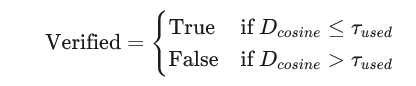 Verified = { True if D_cosine ≤ τ_used
False if D_cosine > τ_used